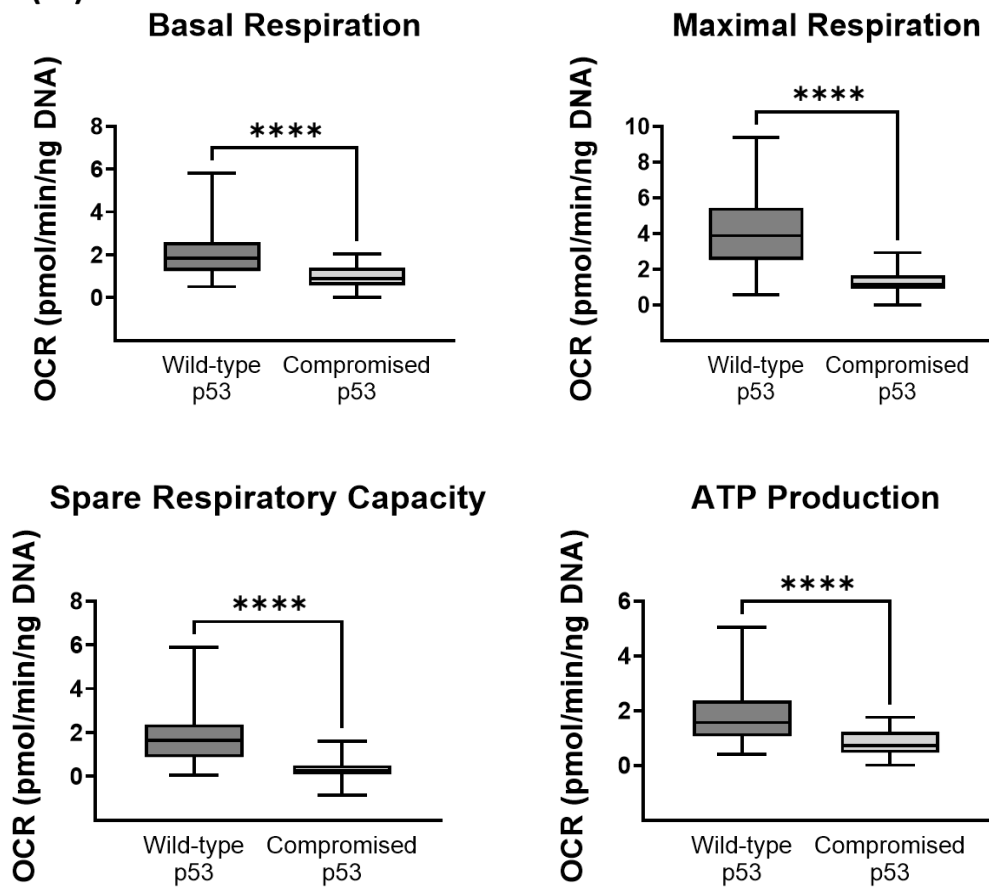 Basal Respiration
OCR (pmol/min/ng DNA)
8
6
4
2
0
****
Wild-type
p53
Compromised
p53
Maximal Respiration
OCR (pmol/min/ng DNA)
10
8
6
4
2
0
****
Wild-type
p53
Compromised
p53
Spare Respiratory Capacity
OCR (pmol/min/ng DNA)
8
6
4
2
0
****
Wild-type
p53
Compromised
p53
ATP Production
OCR (pmol/min/ng DNA)
6
4
2
0
****
Wild-type
p53
Compromised
p53